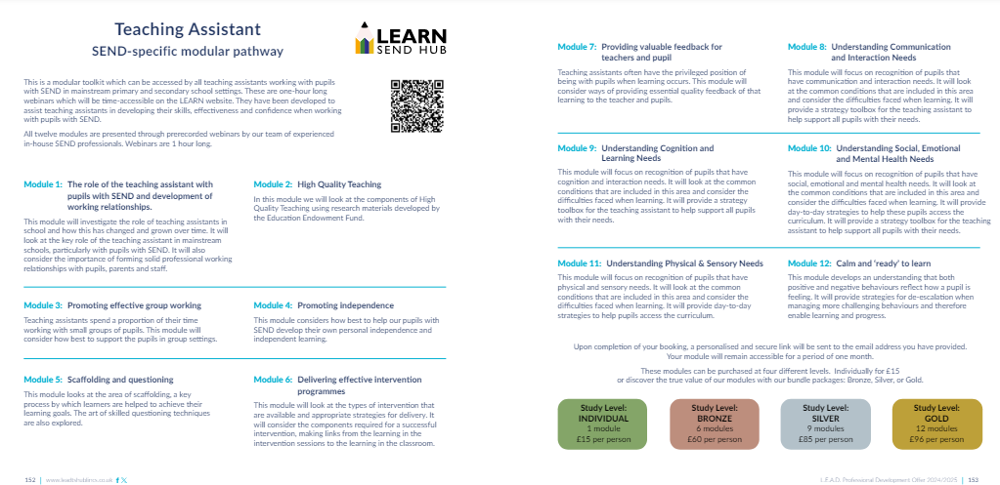 Teaching Assistant
SEND-specific modular pathway
LEARN
SEND HUB
This is a modular toolkit which can be accessed by all teaching assistants working with pupils
with SEND in mainstream primary and secondary school settings. These are one-hour long
webinars which will be time-accessible on the LEARN website. They have been developed to
assist teaching assistants in developing their skills, effectiveness and confidence when working
with pupils with SEND.
All twelve modules are presented through prerecorded webinars by our team of experienced
in-house SEND professionals. Webinars are 1 hour long.
Module 1: The role of the teaching assistant with
pupils with SEND and development of
working relationships.
This module will investigate the role of teaching assistants in
school and how this has changed and grown over time. It will
look at the key role of the teaching assistant in mainstream
schools, particularly with pupils with SEND. It will also
consider the importance of forming solid professional working
relationships with pupils, parents and staff.
Module 2: High Quality Teaching
In this module we will look at the components of High
Quality Teaching using research materials developed by
the Education Endowment Fund.
Module 3: Promoting effective group working
Teaching assistants spend a proportion of their time
working with small groups of pupils. This module will
consider how best to support the pupils in group settings.
Module 4: Promoting independence
This module considers how best to help our pupils with
SEND develop their own personal independence and
independent learning.
Module 5: Scaffolding and questioning
This module looks at the area of scaffolding, a key
process by which learners are helped to achieve their
learning goals. The art of skilled questioning techniques
are also explored.
Module 6: Delivering effective intervention
programmes
This module will look at the types of intervention that
are available and appropriate strategies for delivery. It
will consider the components required for a successful
intervention, making links from the learning in the
intervention sessions to the learning in the classroom.
152 | www.leadtshublincs.co.uk
Module 7: Providing valuable feedback for
teachers and pupil
Teaching assistants often have the privileged position of
being with pupils when learning occurs. This module will
consider ways of providing essential quality feedback of that
learning to the teacher and pupils.
Module 8: Understanding Communication
and Interaction Needs
This module will focus on recognition of pupils that
have communication and interaction needs. It will look
at the common conditions that are included in this area
and consider the difficulties faced when learning. It will
provide a strategy toolbox for the teaching assistant to
help support all pupils with their needs.
Module 9: Understanding Cognition and
Learning Needs
This module will focus on recognition of pupils that have
cognition and interaction needs. It will look at the common
conditions that are included in this area and consider the
difficulties faced when learning. It will provide a strategy
toolbox for the teaching assistant to help support all pupils
with their needs.
Module 10: Understanding Social, Emotional
and Mental Health Needs
This module will focus on recognition of pupils that have
social, emotional and mental health needs. It will look at
the common conditions that are included in this area and
consider the difficulties faced when learning. It will provide
day-to-day strategies to help these pupils access the
curriculum. It will provide a strategy toolbox for the teaching
assistant to help support all pupils with their needs.
Module 11: Understanding Physical & Sensory Needs
This module will focus on recognition of pupils that have
physical and sensory needs. It will look at the common
conditions that are included in this area and consider the
difficulties faced when learning. It will provide day-to-day
strategies to help pupils access the curriculum.
Module 12: Calm and 'ready' to learn
This module develops an understanding that both
positive and negative behaviours reflect how a pupil is
feeling. It will provide strategies for de-escalation when
managing more challenging behaviours and therefore
enable learning and progress.
Upon completion of your booking, a personalised and secure link will be sent to the email address you have provided.
Your module will remain accessible for a period of one month.
These modules can be purchased at four different levels. Individually for £15
or discover the true value of our modules with our bundle packages: Bronze, Silver, or Gold.
Study Level:
INDIVIDUAL
1 module
£15 per person
Study Level:
BRONZE
6 modules
£60 per person
Study Level:
SILVER
9 modules
£85 per person
Study Level:
GOLD
12 modules
£96 per person
L.E.A.D. Professional Development Offer 2024/2025 | 153